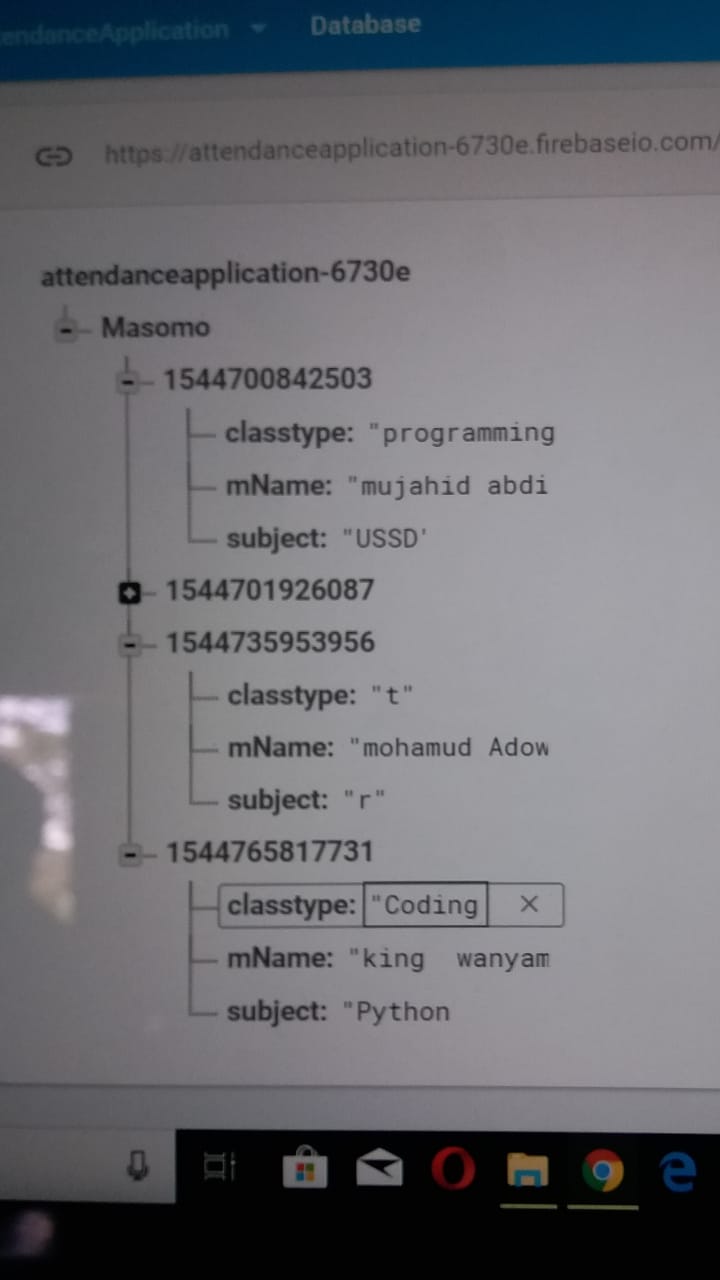 endanceApplication Database
https://attendanceapplication-6730e.firebaseio.com/
attendanceapplication-6730e
Masomo
1544700842503
classtype: "programming
mName: "mujahid abdi
subject: "USSD'
1544701926087
1544735953956
classtype: "t"
mName: "mohamud Adow
subject: "r"
1544765817731
classtype: "Coding
mName: "king  wanyam
subject: "Python